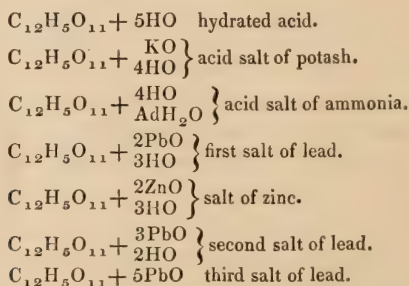 C₁₂H₅O₁₁ + 5HO hydrated acid.
C₁₂H₅O₁₁ + { KO 4HO } acid salt of potash.
C₁₂H₅O₁₁ + { 4HO AdH₂O } acid salt of ammonia.
C₁₂H₅O₁₁ + { 2PbO 3HO } first salt of lead.
C₁₂H₅O₁₁ + { 2ZnO 3HO } salt of zinc.
C₁₂H₅O₁₁ + { 3PbO 2HO } second salt of lead.
C₁₂H₅O₁₁ + 5PbO third salt of lead.